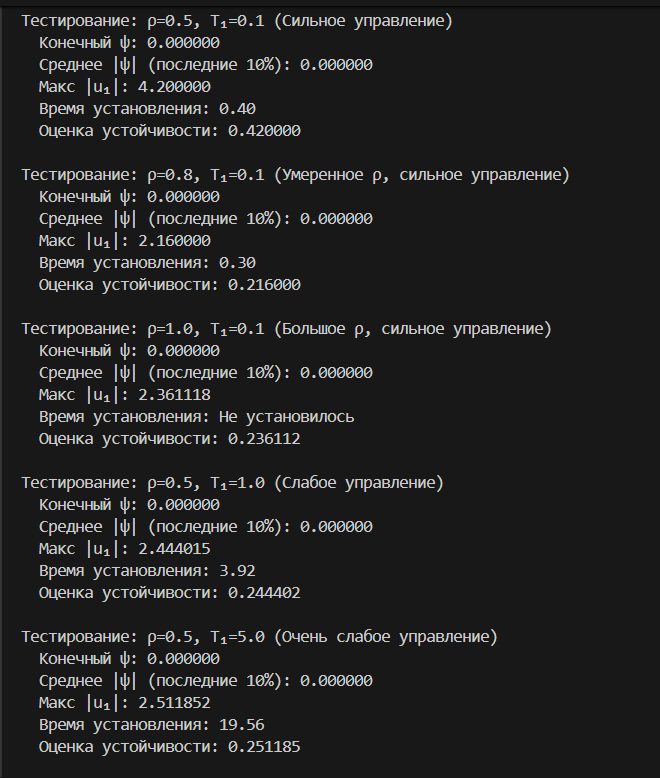 Тестирование: ρ=0.5, T₁=0.1 (Сильное управление)
Конечный ψ: 0.000000
Среднее |ψ| (последние 10%): 0.000000
Макс |u₁|: 4.200000
Время установления: 0.40
Оценка устойчивости: 0.420000
Тестирование: ρ=0.8, T₁=0.1 (Умеренное ρ, сильное управление)
Конечный ψ: 0.000000
Среднее |ψ| (последние 10%): 0.000000
Макс |u₁|: 2.160000
Время установления: 0.30
Оценка устойчивости: 0.216000
Тестирование: ρ=1.0, T₁=0.1 (Большое ρ, сильное управление)
Конечный ψ: 0.000000
Среднее |ψ| (последние 10%): 0.000000
Макс |u₁|: 2.361118
Время установления: Не установилось
Оценка устойчивости: 0.236112
Тестирование: ρ=0.5, T₁=1.0 (Слабое управление)
Конечный ψ: 0.000000
Среднее |ψ| (последние 10%): 0.000000
Макс |u₁|: 2.444015
Время установления: 3.92
Оценка устойчивости: 0.244402
Тестирование: ρ=0.5, T₁=5.0 (Очень слабое управление)
Конечный ψ: 0.000000
Среднее |ψ| (последние 10%): 0.000000
Макс |u₁|: 2.511852
Время установления: 19.56
Оценка устойчивости: 0.251185